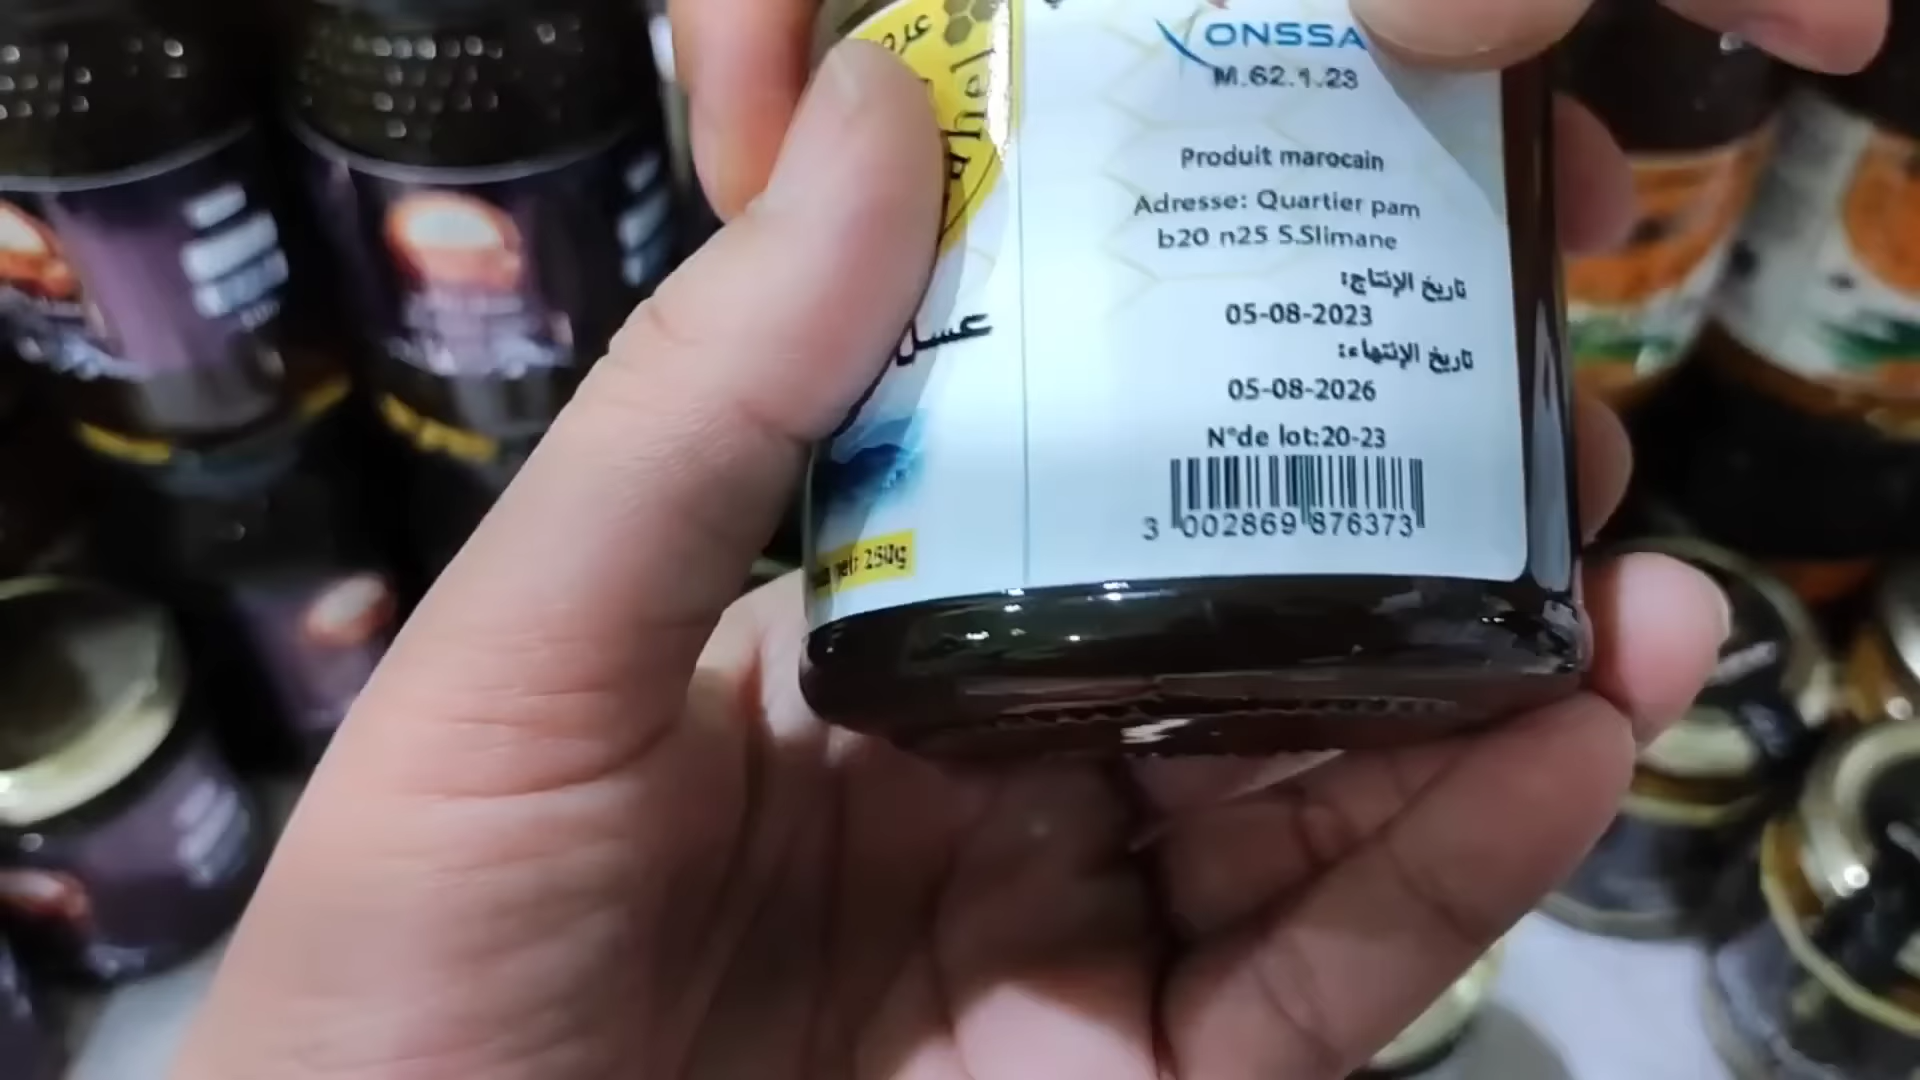 ONSSA
M.62.1.23
Produit marocain
Adresse: Quartier pam
b20 n25 S.Slimane
تاريخ الإنتاج:
05-08-2023
تاريخ الإنتهاء:
05-08-2026
N°de lot:20-23
3 002869 876373
عسل
250g